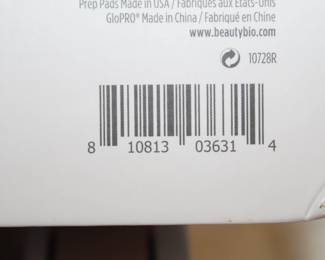 Prep Pads Made in USA / Fabriqués aux États-Unis
GloPRO® Made in China / Fabriqué en Chine
www.beautybio.com
10728R
8 10813 03631 4